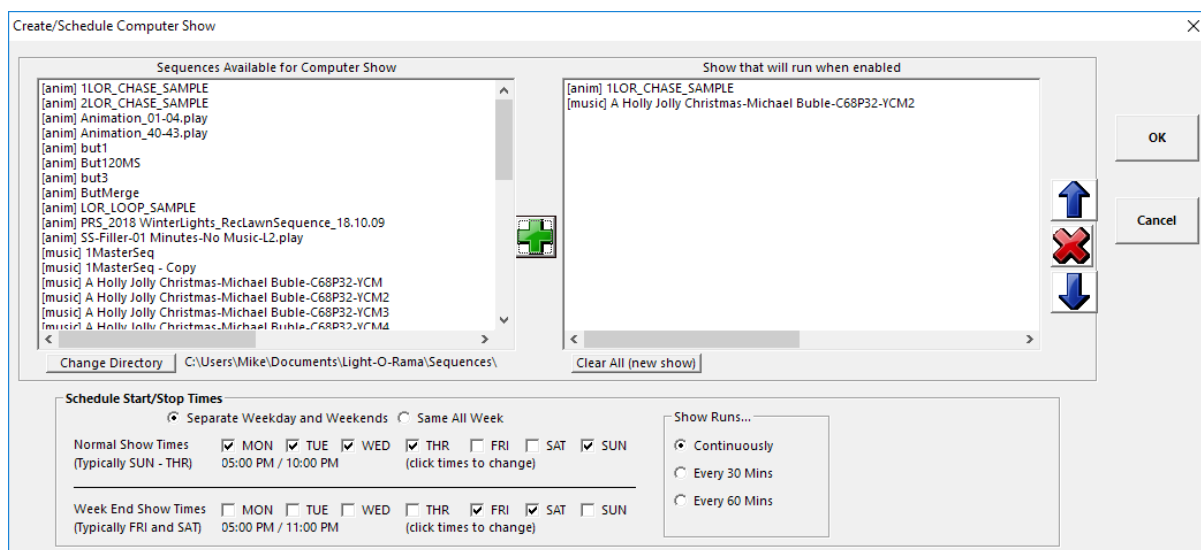 Create/Schedule Computer Show
Sequences Available for Computer Show
[anim] 1LOR_CHASE_SAMPLE
[anim] 2LOR_CHASE_SAMPLE
[anim] Animation_01-04.play
[anim] Animation_40-43.play
[anim] but1
[anim] But120MS
[anim] but3
[anim] ButMerge
[anim] LOR_LOOP_SAMPLE
[anim] PRS_2018 WinterLights_RecLawnSequence_18.10.09
[anim] SS-Filler-01 Minutes-No Music-L2.play
[music] 1MasterSeq
[music] 1MasterSeq - Copy
[music] A Holly Jolly Christmas-Michael Buble-C68P32-YCM
[music] A Holly Jolly Christmas-Michael Buble-C68P32-YCM2
[music] A Holly Jolly Christmas-Michael Buble-C68P32-YCM3
[music] A Holly Jolly Christmas-Michael Buble-C68P32-YCM4
Change Directory C:\Users\Mike\Documents\Light-O-Rama\Sequences\
Show that will run when enabled
[anim] 1LOR_CHASE_SAMPLE
[music] A Holly Jolly Christmas-Michael Buble-C68P32-YCM2
Clear All (new show)
OK
Cancel
Schedule Start/Stop Times
Separate Weekday and Weekends Same All Week
Normal Show Times MON TUE WED THR FRI SAT SUN
(Typically SUN - THR) 05:00 PM / 10:00 PM (click times to change)
Week End Show Times MON TUE WED THR FRI SAT SUN
(Typically FRI and SAT) 05:00 PM / 11:00 PM (click times to change)
Show Runs...
Continuously
Every 30 Mins
Every 60 Mins